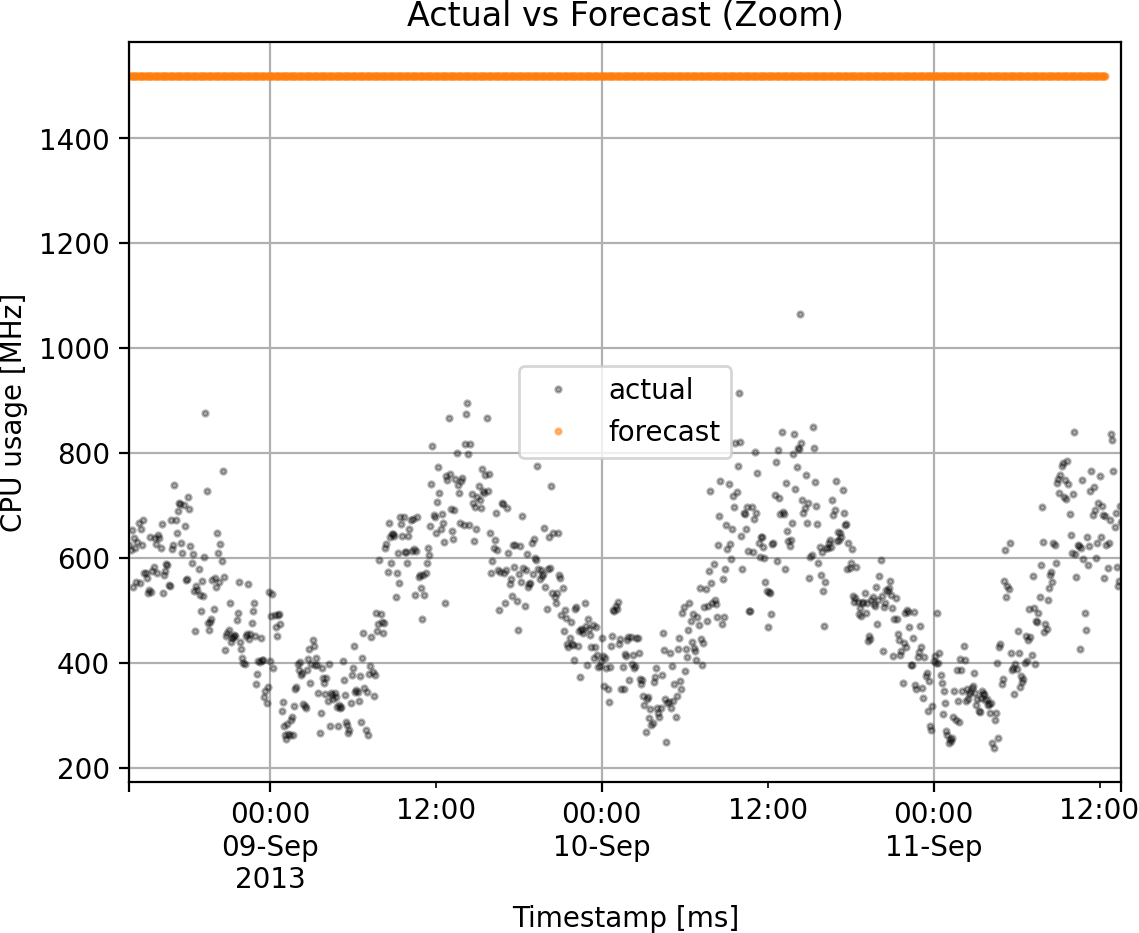 Actual vs Forecast (Zoom)
CPU usage [MHz]
1400
1200
1000
800
600
400
200
actual
forecast
00:00
09-Sep
2013
12:00
00:00
10-Sep
12:00
00:00
11-Sep
12:00
Timestamp [ms]